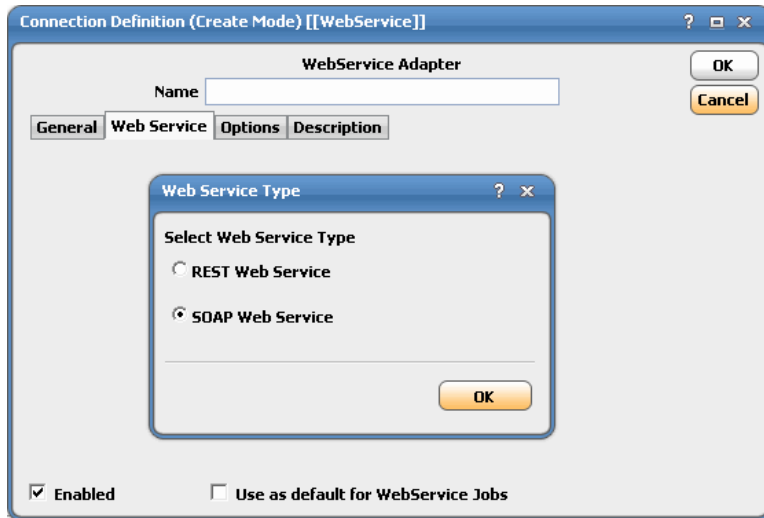 Connection Definition (Create Mode) [[WebService]]
?
WebService Adapter
OK
Name
Cancel
General Web Service Options Description
Web Service Type
?
Select Web Service Type
REST Web Service
SOAP Web Service
OK
Enabled
Use as default for WebService Jobs